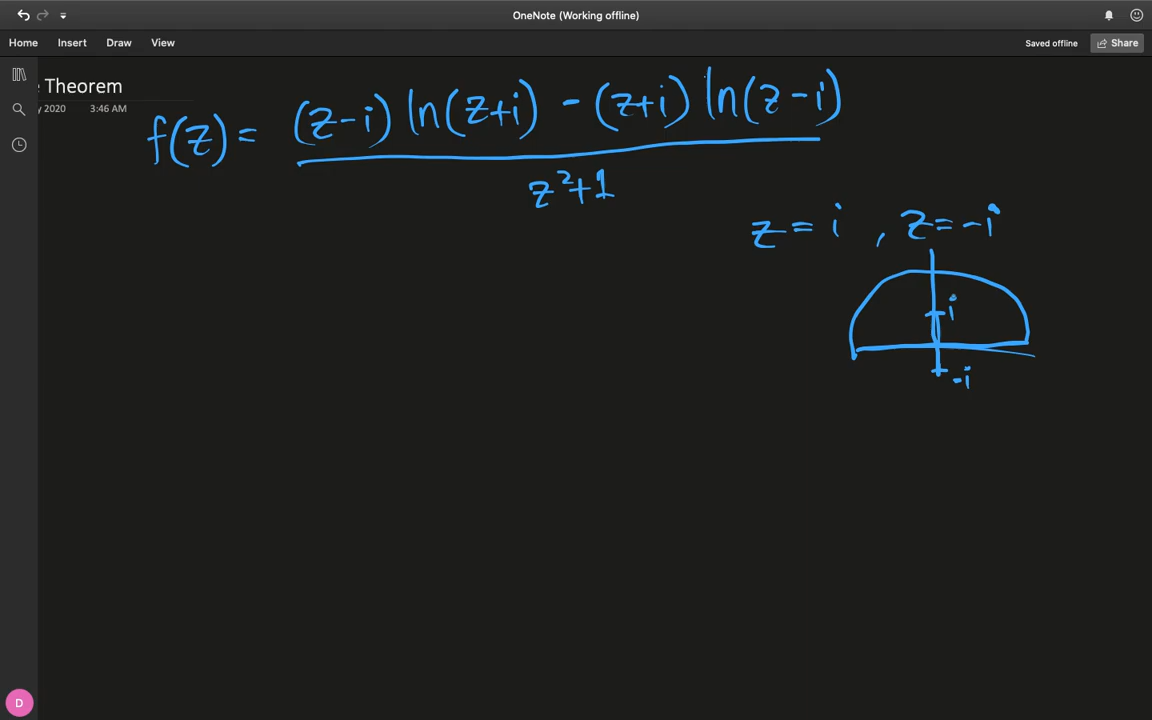 OneNote (Working offline)
Home Insert Draw View
Saved offline Share
Theorem
2020 3:46 AM
f(z) = (z-i) ln(z+i) - (z+i) ln(z-i)
z²+1
z = i , z = -i
i
-i
D